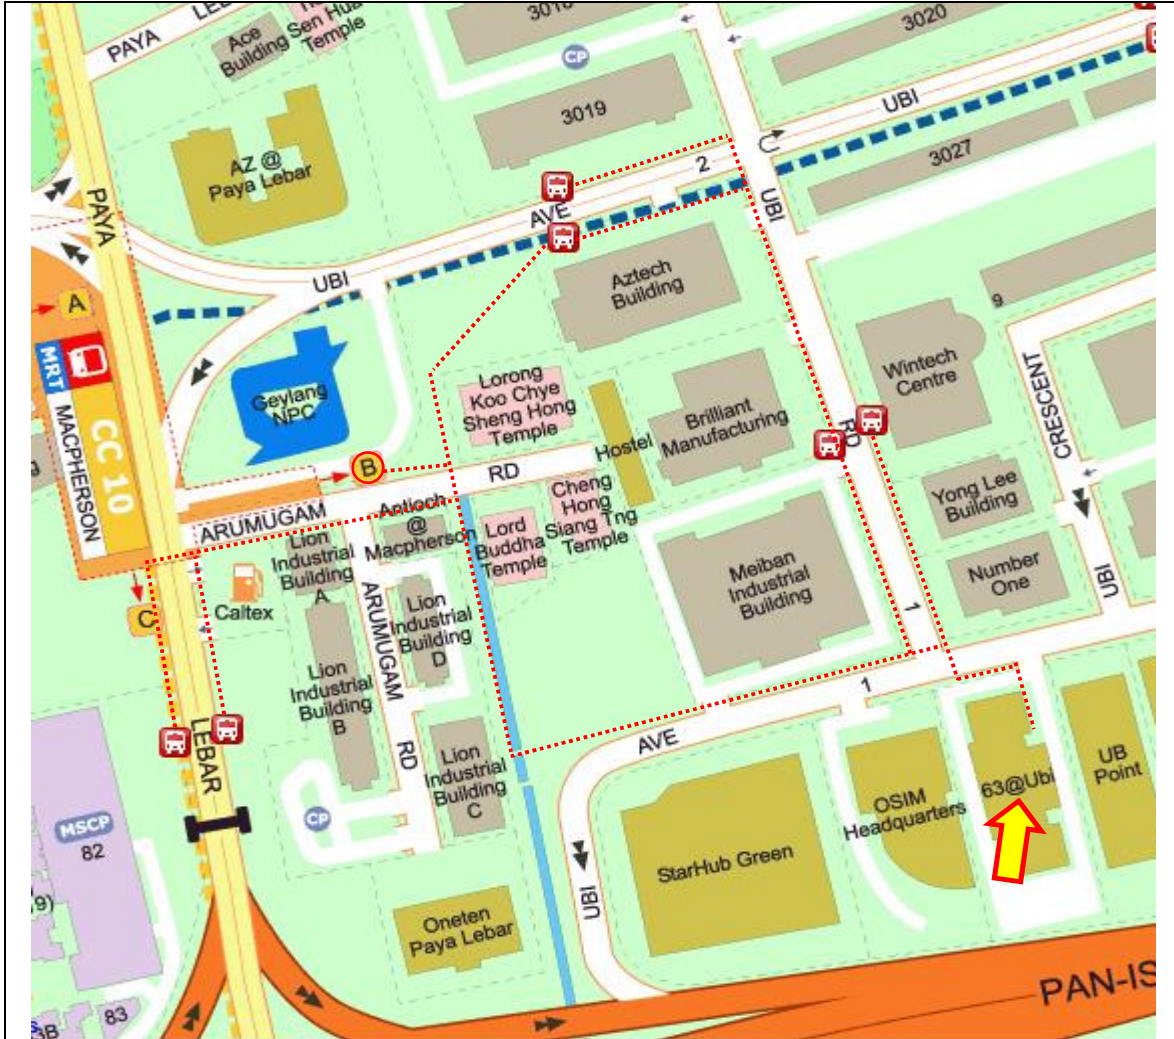 3018
3020
PAYA
LEB
Ace
Building
Sen Hua
Temple
CP
3019
UBI
3027
AZ @
Paya Lebar
2
AVE
UBI
UBI
PAYA
Aztech
Building
A
9
MRT
MACPHERSON
CC 10
Geylang
NPC
Lorong
Koo Chye
Sheng Hong
Temple
Wintech
Centre
CRESCENT
Brilliant
Manufacturing
RD
Hostel
B
RD
ARUMUGAM
Antioch
@
Macpherson
Lord
Buddha
Temple
Cheng
Hong
Siang Tng
Temple
Yong Lee
Building
Lion
Industrial
Building
A
Number
One
UBI
Meiban
Industrial
Building
C
Caltex
ARUMUGAM
Lion
Industrial
Building
D
1
Lion
Industrial
Building
B
1
LEBAR
RD
AVE
Lion
Industrial
Building
C
UB
Point
63@Ubi
OSIM
Headquarters
CP
MSCP
82
StarHub Green
UBI
9)
Oneten
Paya Lebar
PAN-IS
83
3B